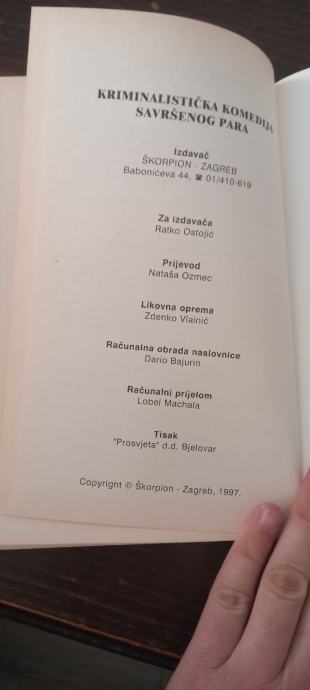 KRIMINALISTIČKA KOMEDIJA
SAVRŠENOG PARA
Izdavač
ŠKORPION - ZAGREB
Babonićeva 44, ☎ 01/410-619
Za izdavača
Ratko Ostojić
Prijevod
Nataša Ozmec
Likovna oprema
Zdenko Vlainić
Računalna obrada naslovnice
Dario Bajurin
Računalni prijelom
Lobel Machala
Tisak
"Prosvjeta" d.d. Bjelovar
Copyright © Škorpion - Zagreb, 1997.